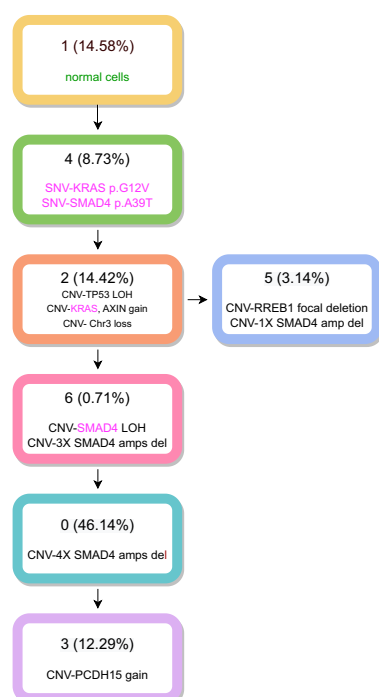 1 (14.58%)
normal cells
4 (8.73%)
SNV-KRAS p.G12V
SNV-SMAD4 p.A39T
2 (14.42%)
CNV-TP53 LOH
CNV-KRAS, AXIN gain
CNV- Chr3 loss
5 (3.14%)
CNV-RREB1 focal deletion
CNV-1X SMAD4 amp del
6 (0.71%)
CNV-SMAD4 LOH
CNV-3X SMAD4 amps del
0 (46.14%)
CNV-4X SMAD4 amps del
3 (12.29%)
CNV-PCDH15 gain